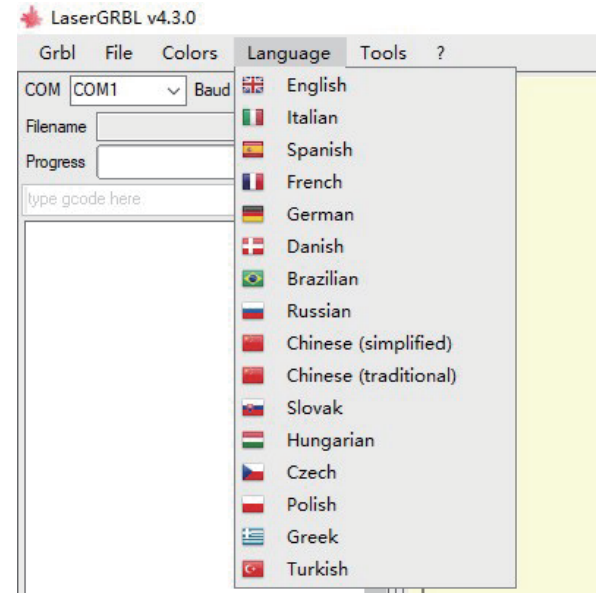 LaserGRBL v4.3.0
Grbl File Colors Language Tools ?
COM COM1 Baud
Filename
Progress
type gcode here
English
Italian
Spanish
French
German
Danish
Brazilian
Russian
Chinese (simplified)
Chinese (traditional)
Slovak
Hungarian
Czech
Polish
Greek
Turkish